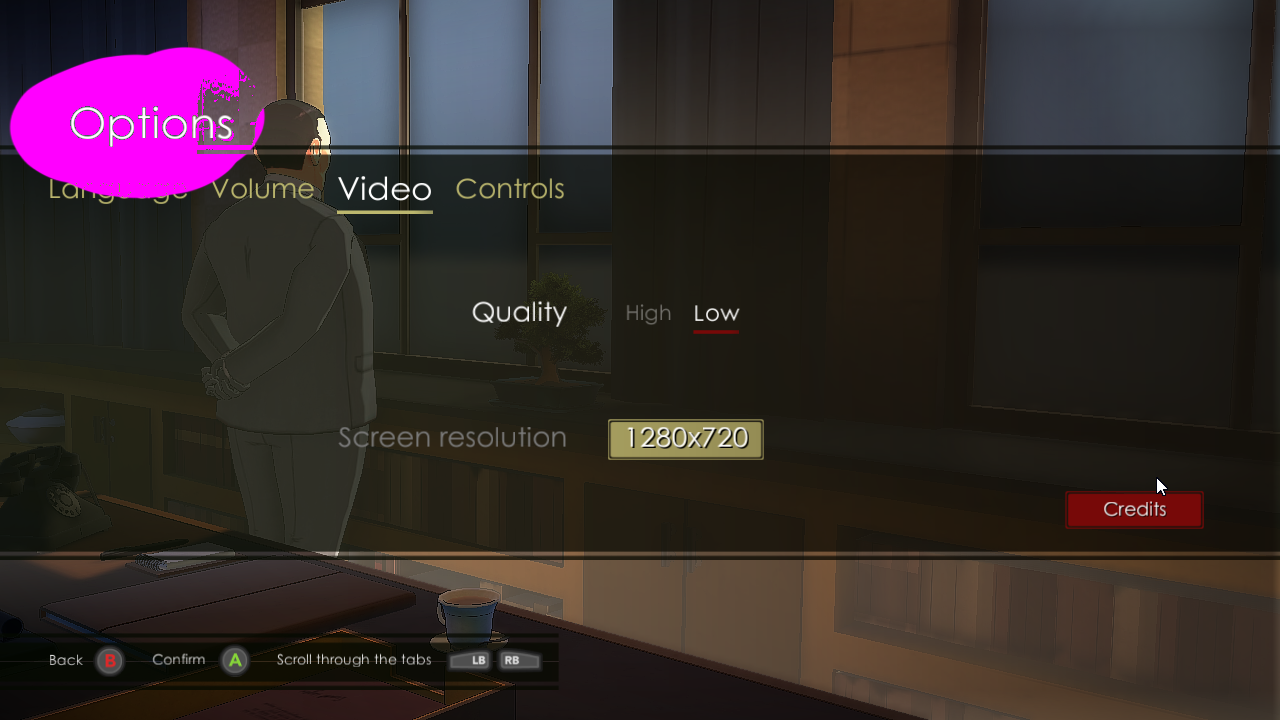 Options
Language Volume Video Controls
Quality High Low
Screen resolution 1280x720
Credits
Back B Confirm A Scroll through the tabs LB RB